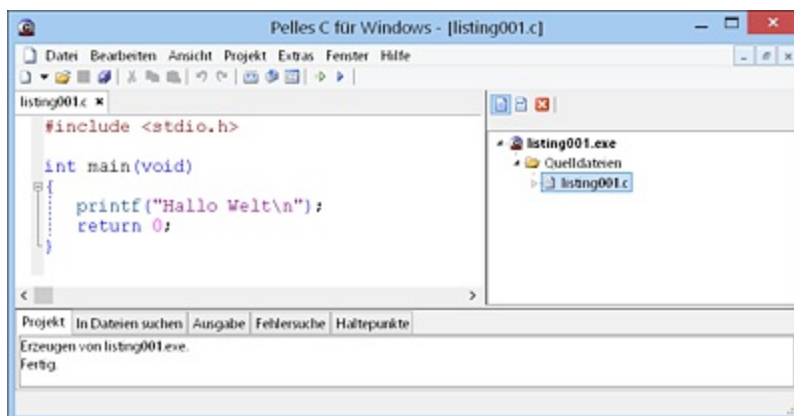 Pelles C für Windows - [listing001.c]
Datei Bearbeiten Ansicht Projekt Extras Fenster Hilfe
listing001.c
#include <stdio.h>
int main(void)
{
printf("Hallo Welt\n");
return 0;
}
listing001.exe
Quelldateien
listing001.c
Projekt In Dateien suchen Ausgabe Fehlersuche Haltepunkte
Erzeugen von listing001.exe.
Fertig.